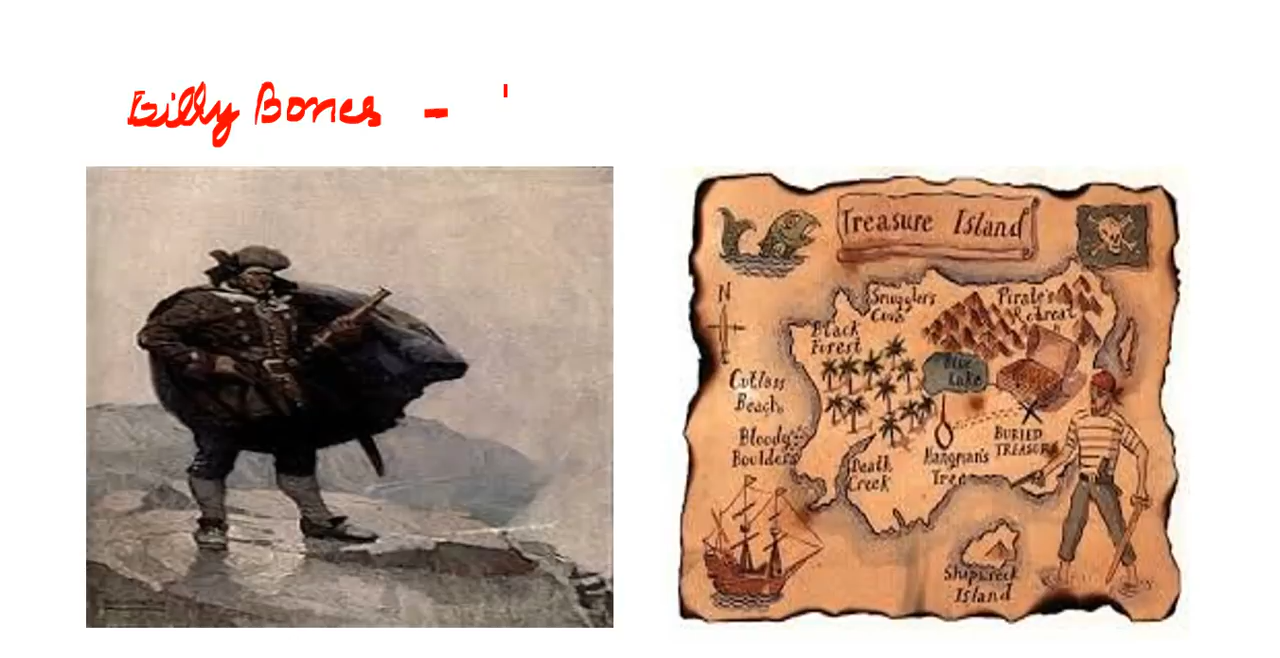 Billy Bones - '
Treasure Island
N
Smuggler's
Cove
Pirate's
Retreat
Black
Forest
Blue
Lake
Cutlass
Beach
Bloody
Boulders
BURIED
TREASURE
Hangman's
Tree
Death
Creek
Shipwreck
Island